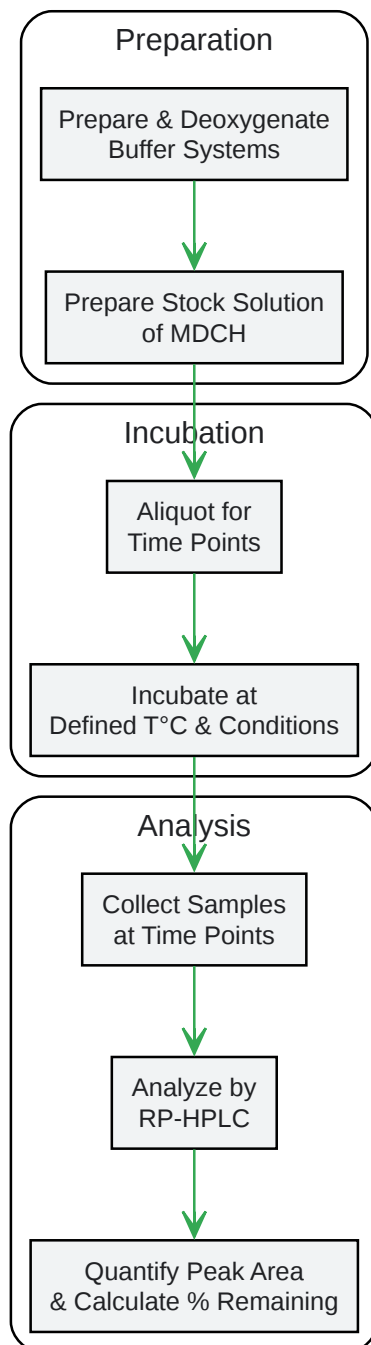 Preparation
Prepare & Deoxygenate
Buffer Systems
Prepare Stock Solution
of MDCH
Incubation
Aliquot for
Time Points
Incubate at
Defined T°C & Conditions
Analysis
Collect Samples
at Time Points
Analyze by
RP-HPLC
Quantify Peak Area
& Calculate % Remaining